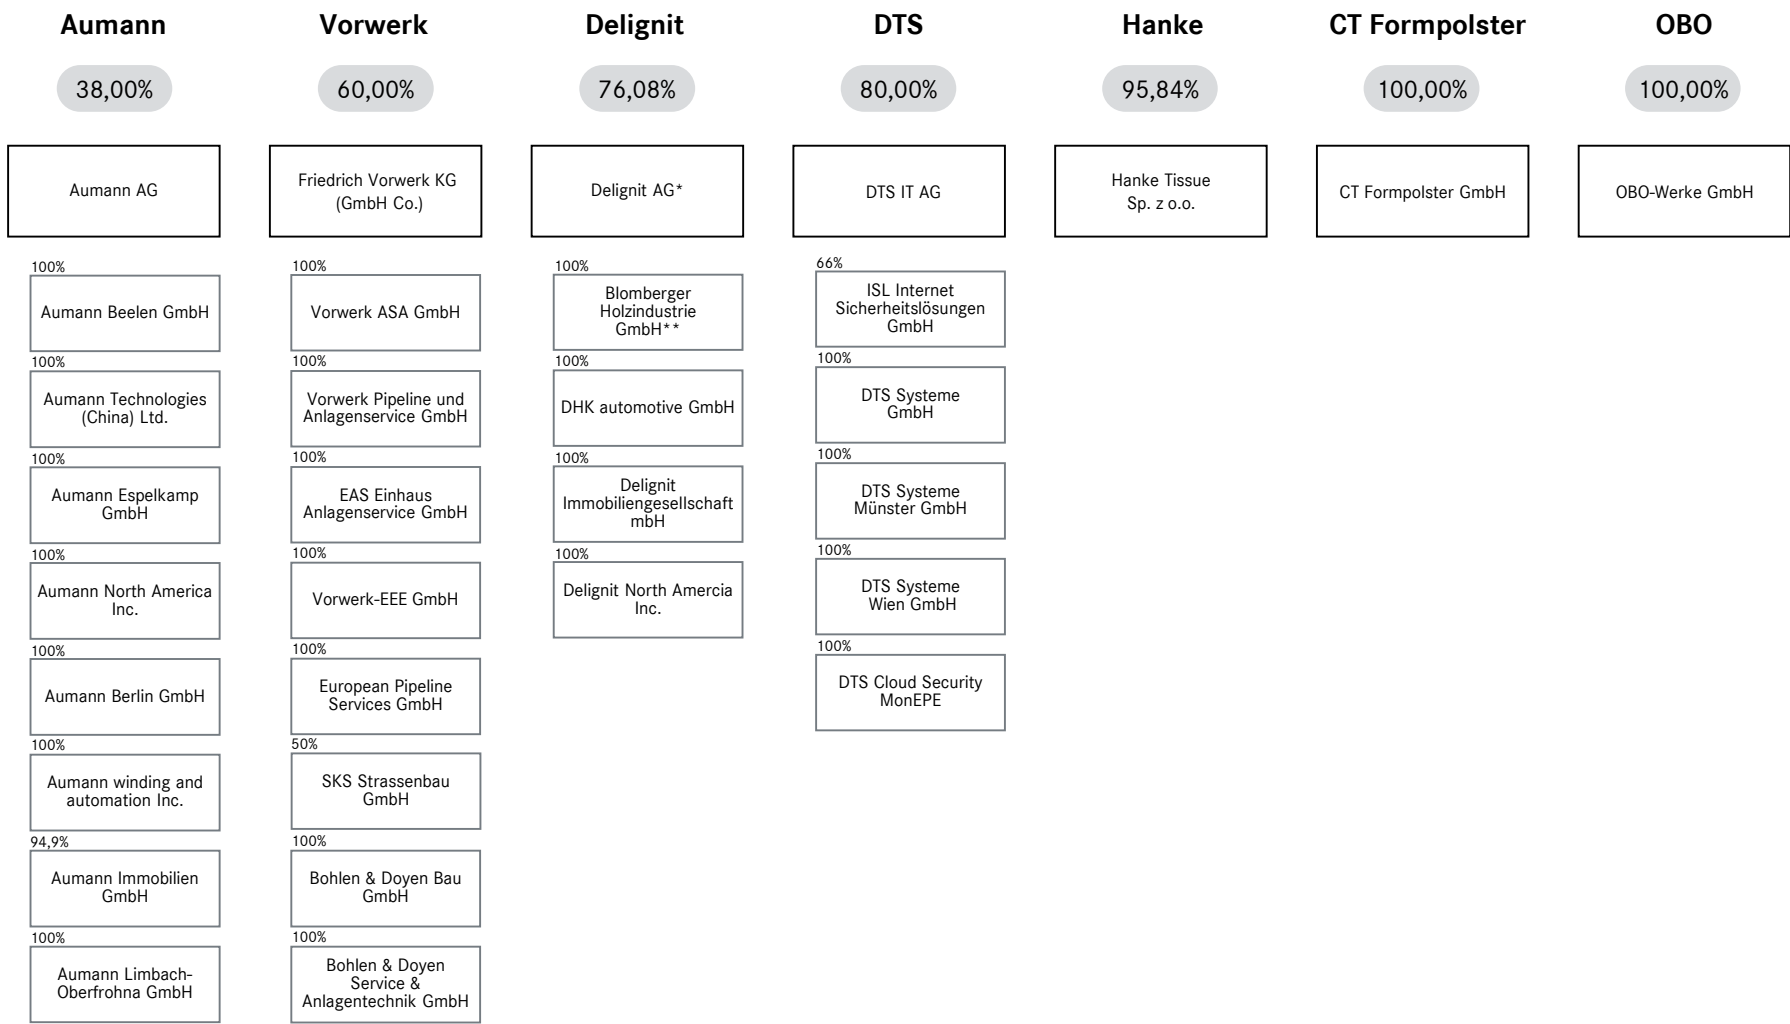 Aumann
38,00%
Aumann AG
100%
Aumann Beelen GmbH
100%
Aumann Technologies
(China) Ltd.
100%
Aumann Espelkamp
GmbH
100%
Aumann North America
Inc.
100%
Aumann Berlin GmbH
100%
Aumann winding and
automation Inc.
94,9%
Aumann Immobilien
GmbH
100%
Aumann Limbach-
Oberfrohna GmbH
Vorwerk
60,00%
Friedrich Vorwerk KG
(GmbH Co.)
100%
Vorwerk ASA GmbH
100%
Vorwerk Pipeline und
Anlagenservice GmbH
100%
EAS Einhaus
Anlagenservice GmbH
100%
Vorwerk-EEE GmbH
100%
European Pipeline
Services GmbH
50%
SKS Strassenbau
GmbH
100%
Bohlen & Doyen Bau
GmbH
100%
Bohlen & Doyen
Service &
Anlagentechnik GmbH
Delignit
76,08%
Delignit AG*
100%
Blomberger
Holzindustrie
GmbH**
100%
DHK automotive GmbH
100%
Delignit
Immobiliengesellschaft
mbH
100%
Delignit North Amercia
Inc.
DTS
80,00%
DTS IT AG
66%
ISL Internet
Sicherheitslösungen
GmbH
100%
DTS Systeme
GmbH
100%
DTS Systeme
Münster GmbH
100%
DTS Systeme
Wien GmbH
100%
DTS Cloud Security
MonEPE
Hanke
95,84%
Hanke Tissue
Sp. z o.o.
CT Formpolster
100,00%
CT Formpolster GmbH
OBO
100,00%
OBO-Werke GmbH